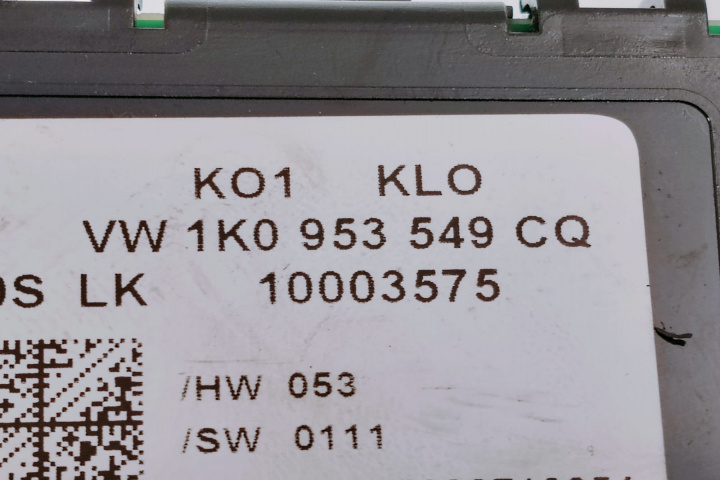 KO1 KLO
VW 1K0 953 549 CQ
LK 10003575
/HW 053
/SW 0111